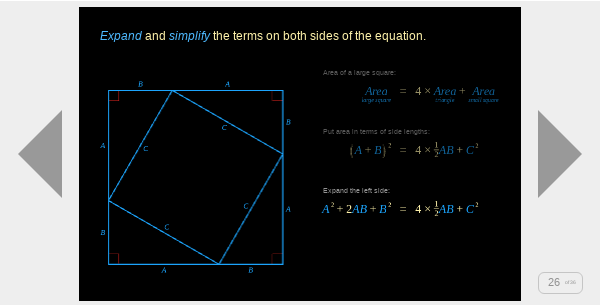 Expand and simplify the terms on both sides of the equation.
Area of a large square:
Area large square = 4 × Area triangle + Area small square
Put area in terms of side lengths:
(A + B)² = 4 × ½AB + C²
Expand the left side:
A² + 2AB + B² = 4 × ½AB + C²
B A
A B
C C
C C
B A
A B
26 of 36